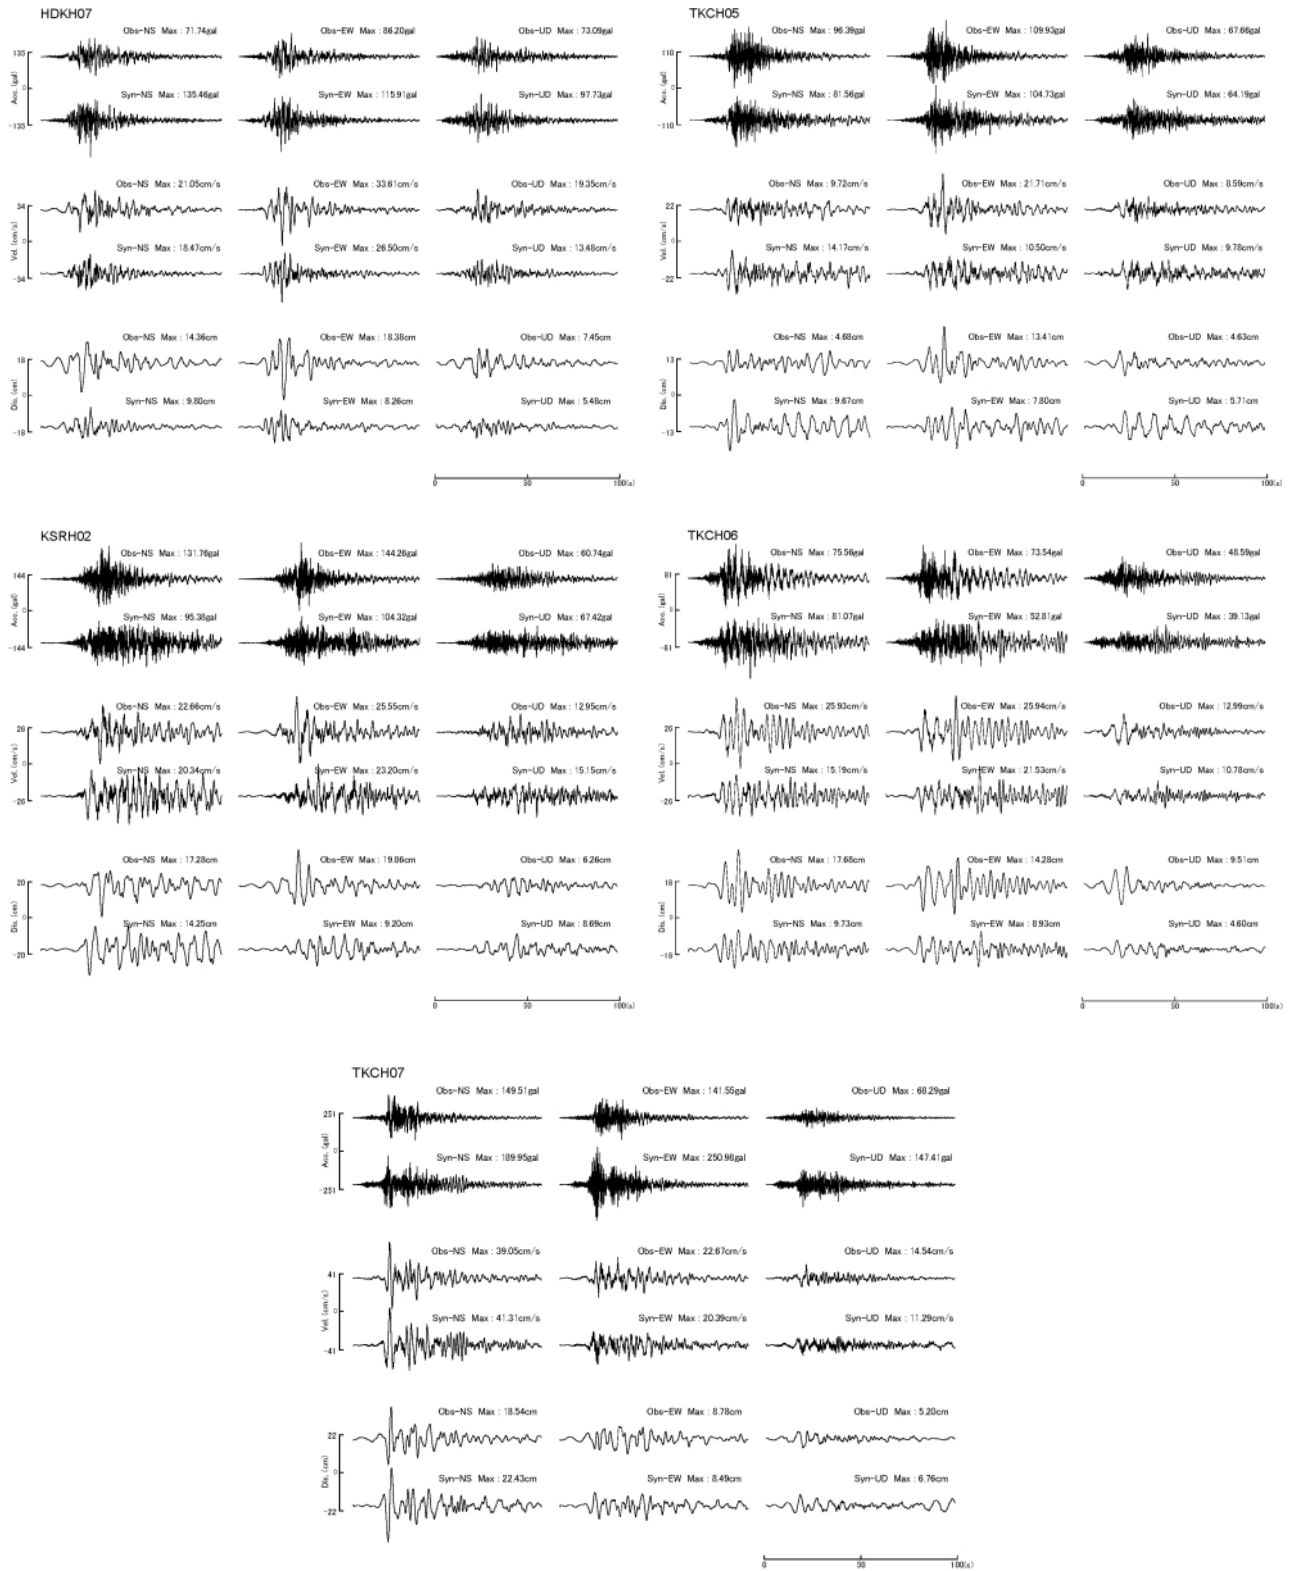 HDKH07
Obs-NS Max : 71.74gal Obs-EW Max : 86.20gal Obs-UD Max : 73.09gal
135
Acc. (gal)
0
Syn-NS Max : 135.46gal Syn-EW Max : 115.91gal Syn-UD Max : 97.73gal
-135
Obs-NS Max : 21.05cm/s Obs-EW Max : 33.61cm/s Obs-UD Max : 19.35cm/s
34
Vel. (cm/s)
0
Syn-NS Max : 18.47cm/s Syn-EW Max : 26.50cm/s Syn-UD Max : 13.48cm/s
-34
Obs-NS Max : 14.36cm Obs-EW Max : 18.38cm Obs-UD Max : 7.45cm
18
Dis. (cm)
0
Syn-NS Max : 9.80cm Syn-EW Max : 8.26cm Syn-UD Max : 5.48cm
-18
0 50 100(s)
TKCH05
Obs-NS Max : 96.39gal Obs-EW Max : 109.93gal Obs-UD Max : 67.66gal
110
Acc. (gal)
0
Syn-NS Max : 81.56gal Syn-EW Max : 104.73gal Syn-UD Max : 64.19gal
-110
Obs-NS Max : 9.72cm/s Obs-EW Max : 21.71cm/s Obs-UD Max : 8.59cm/s
22
Vel. (cm/s)
0
Syn-NS Max : 14.17cm/s Syn-EW Max : 10.50cm/s Syn-UD Max : 9.78cm/s
-22
Obs-NS Max : 4.68cm Obs-EW Max : 13.41cm Obs-UD Max : 4.63cm
13
Dis. (cm)
0
Syn-NS Max : 9.67cm Syn-EW Max : 7.80cm Syn-UD Max : 5.71cm
-13
0 50 100(s)
KSRH02
Obs-NS Max : 131.76gal Obs-EW Max : 144.26gal Obs-UD Max : 60.74gal
144
Acc. (gal)
0
Syn-NS Max : 95.38gal Syn-EW Max : 104.32gal Syn-UD Max : 67.42gal
-144
Obs-NS Max : 22.66cm/s Obs-EW Max : 25.55cm/s Obs-UD Max : 12.95cm/s
26
Vel. (cm/s)
0
Syn-NS Max : 20.34cm/s Syn-EW Max : 23.20cm/s Syn-UD Max : 15.15cm/s
-26
Obs-NS Max : 17.28cm Obs-EW Max : 19.86cm Obs-UD Max : 6.26cm
20
Dis. (cm)
0
Syn-NS Max : 14.25cm Syn-EW Max : 9.20cm Syn-UD Max : 8.69cm
-20
0 50 100(s)
TKCH06
Obs-NS Max : 75.56gal Obs-EW Max : 73.54gal Obs-UD Max : 48.59gal
81
Acc. (gal)
0
Syn-NS Max : 81.07gal Syn-EW Max : 52.81gal Syn-UD Max : 39.13gal
-81
Obs-NS Max : 25.93cm/s Obs-EW Max : 25.94cm/s Obs-UD Max : 12.99cm/s
26
Vel. (cm/s)
0
Syn-NS Max : 15.19cm/s Syn-EW Max : 21.53cm/s Syn-UD Max : 10.78cm/s
-26
Obs-NS Max : 17.68cm Obs-EW Max : 14.28cm Obs-UD Max : 9.51cm
18
Dis. (cm)
0
Syn-NS Max : 9.73cm Syn-EW Max : 8.93cm Syn-UD Max : 4.60cm
-18
0 50 100(s)
TKCH07
Obs-NS Max : 149.51gal Obs-EW Max : 141.55gal Obs-UD Max : 68.29gal
251
Acc. (gal)
0
Syn-NS Max : 189.95gal Syn-EW Max : 250.98gal Syn-UD Max : 147.41gal
-251
Obs-NS Max : 39.05cm/s Obs-EW Max : 22.67cm/s Obs-UD Max : 14.54cm/s
41
Vel. (cm/s)
0
Syn-NS Max : 41.31cm/s Syn-EW Max : 20.39cm/s Syn-UD Max : 11.29cm/s
-41
Obs-NS Max : 18.54cm Obs-EW Max : 8.78cm Obs-UD Max : 5.20cm
22
Dis. (cm)
0
Syn-NS Max : 22.43cm Syn-EW Max : 8.49cm Syn-UD Max : 6.76cm
-22
0 50 100(s)